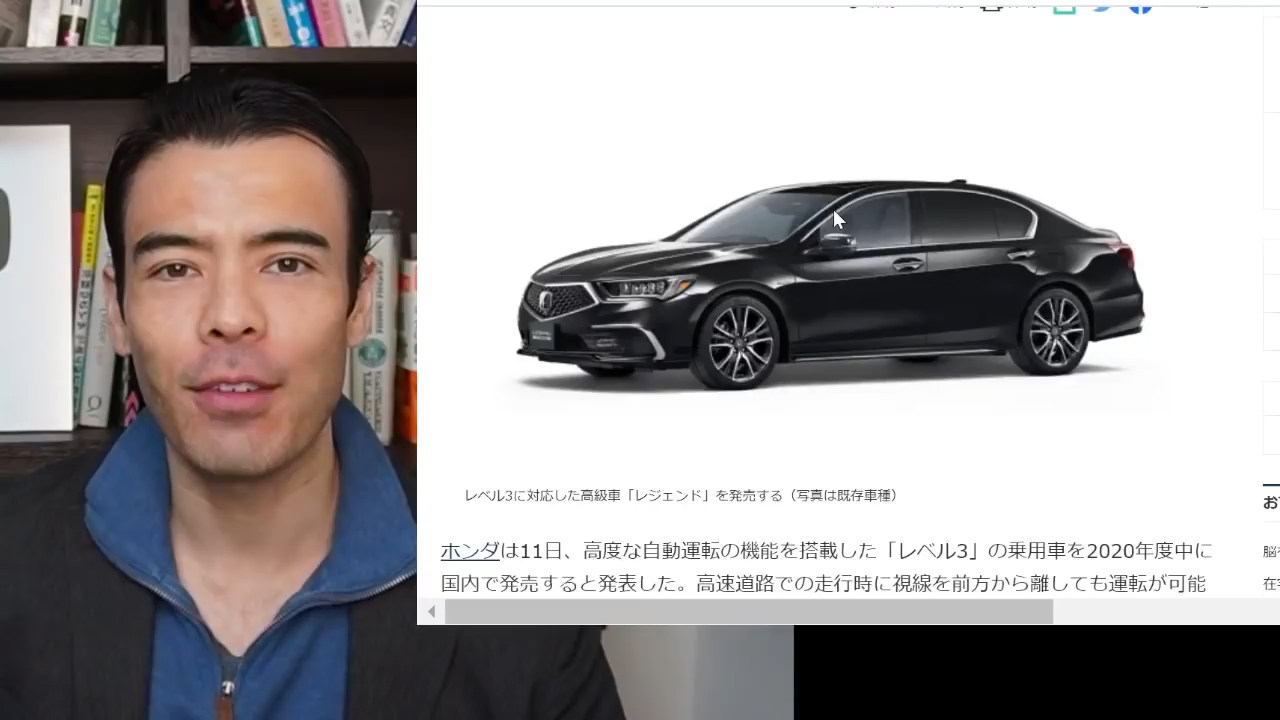 レベル3に対応した高級車「レジェンド」を発売する（写真は既存車種）
ホンダは11日、高度な自動運転の機能を搭載した「レベル3」の乗用車を2020年度中に
国内で発売すると発表した。高速道路での走行時に視線を前方から離しても運転が可能
お
脳
在宅